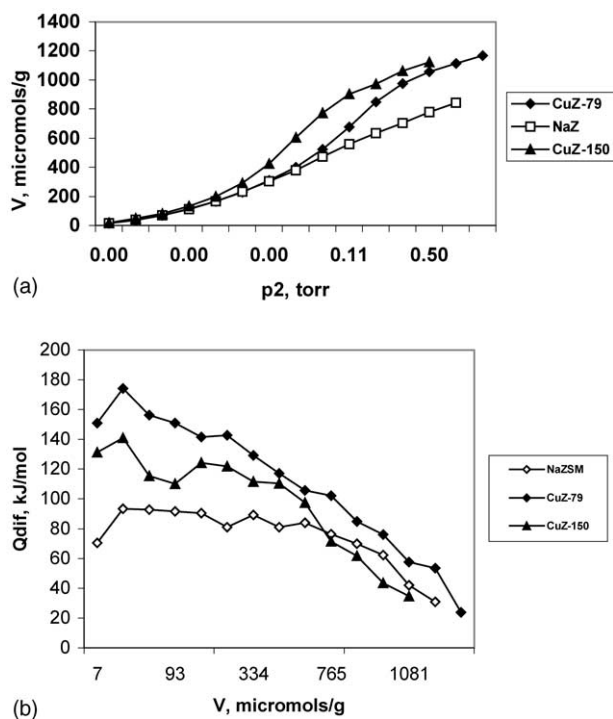 1400
1200
1000
800
600
400
200
0
V, micromols/g
0.00 0.00 0.00 0.11 0.50
p2, torr
CuZ-79
NaZ
CuZ-150
(a)
200
180
160
140
120
100
80
60
40
20
0
Qdif, kJ/mol
7 93 334 765 1081
V, micromols/g
NaZSM
CuZ-79
CuZ-150
(b)